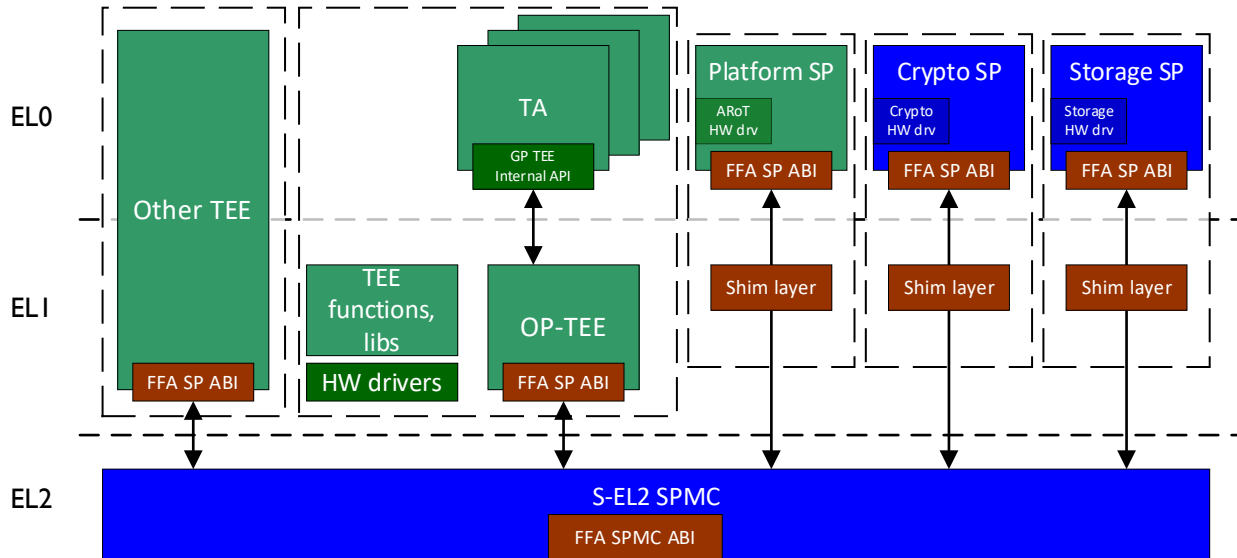 EL0
Other TEE
FFA SP ABI
TA
GP TEE
Internal API
TEE
functions,
libs
HW drivers
OP-TEE
FFA SP ABI
Platform SP
ARoT
HW drv
FFA SP ABI
Shim layer
Crypto SP
Crypto
HW drv
FFA SP ABI
Shim layer
Storage SP
Storage
HW drv
FFA SP ABI
Shim layer
EL1
EL2
S-EL2 SPMC
FFA SPMC ABI